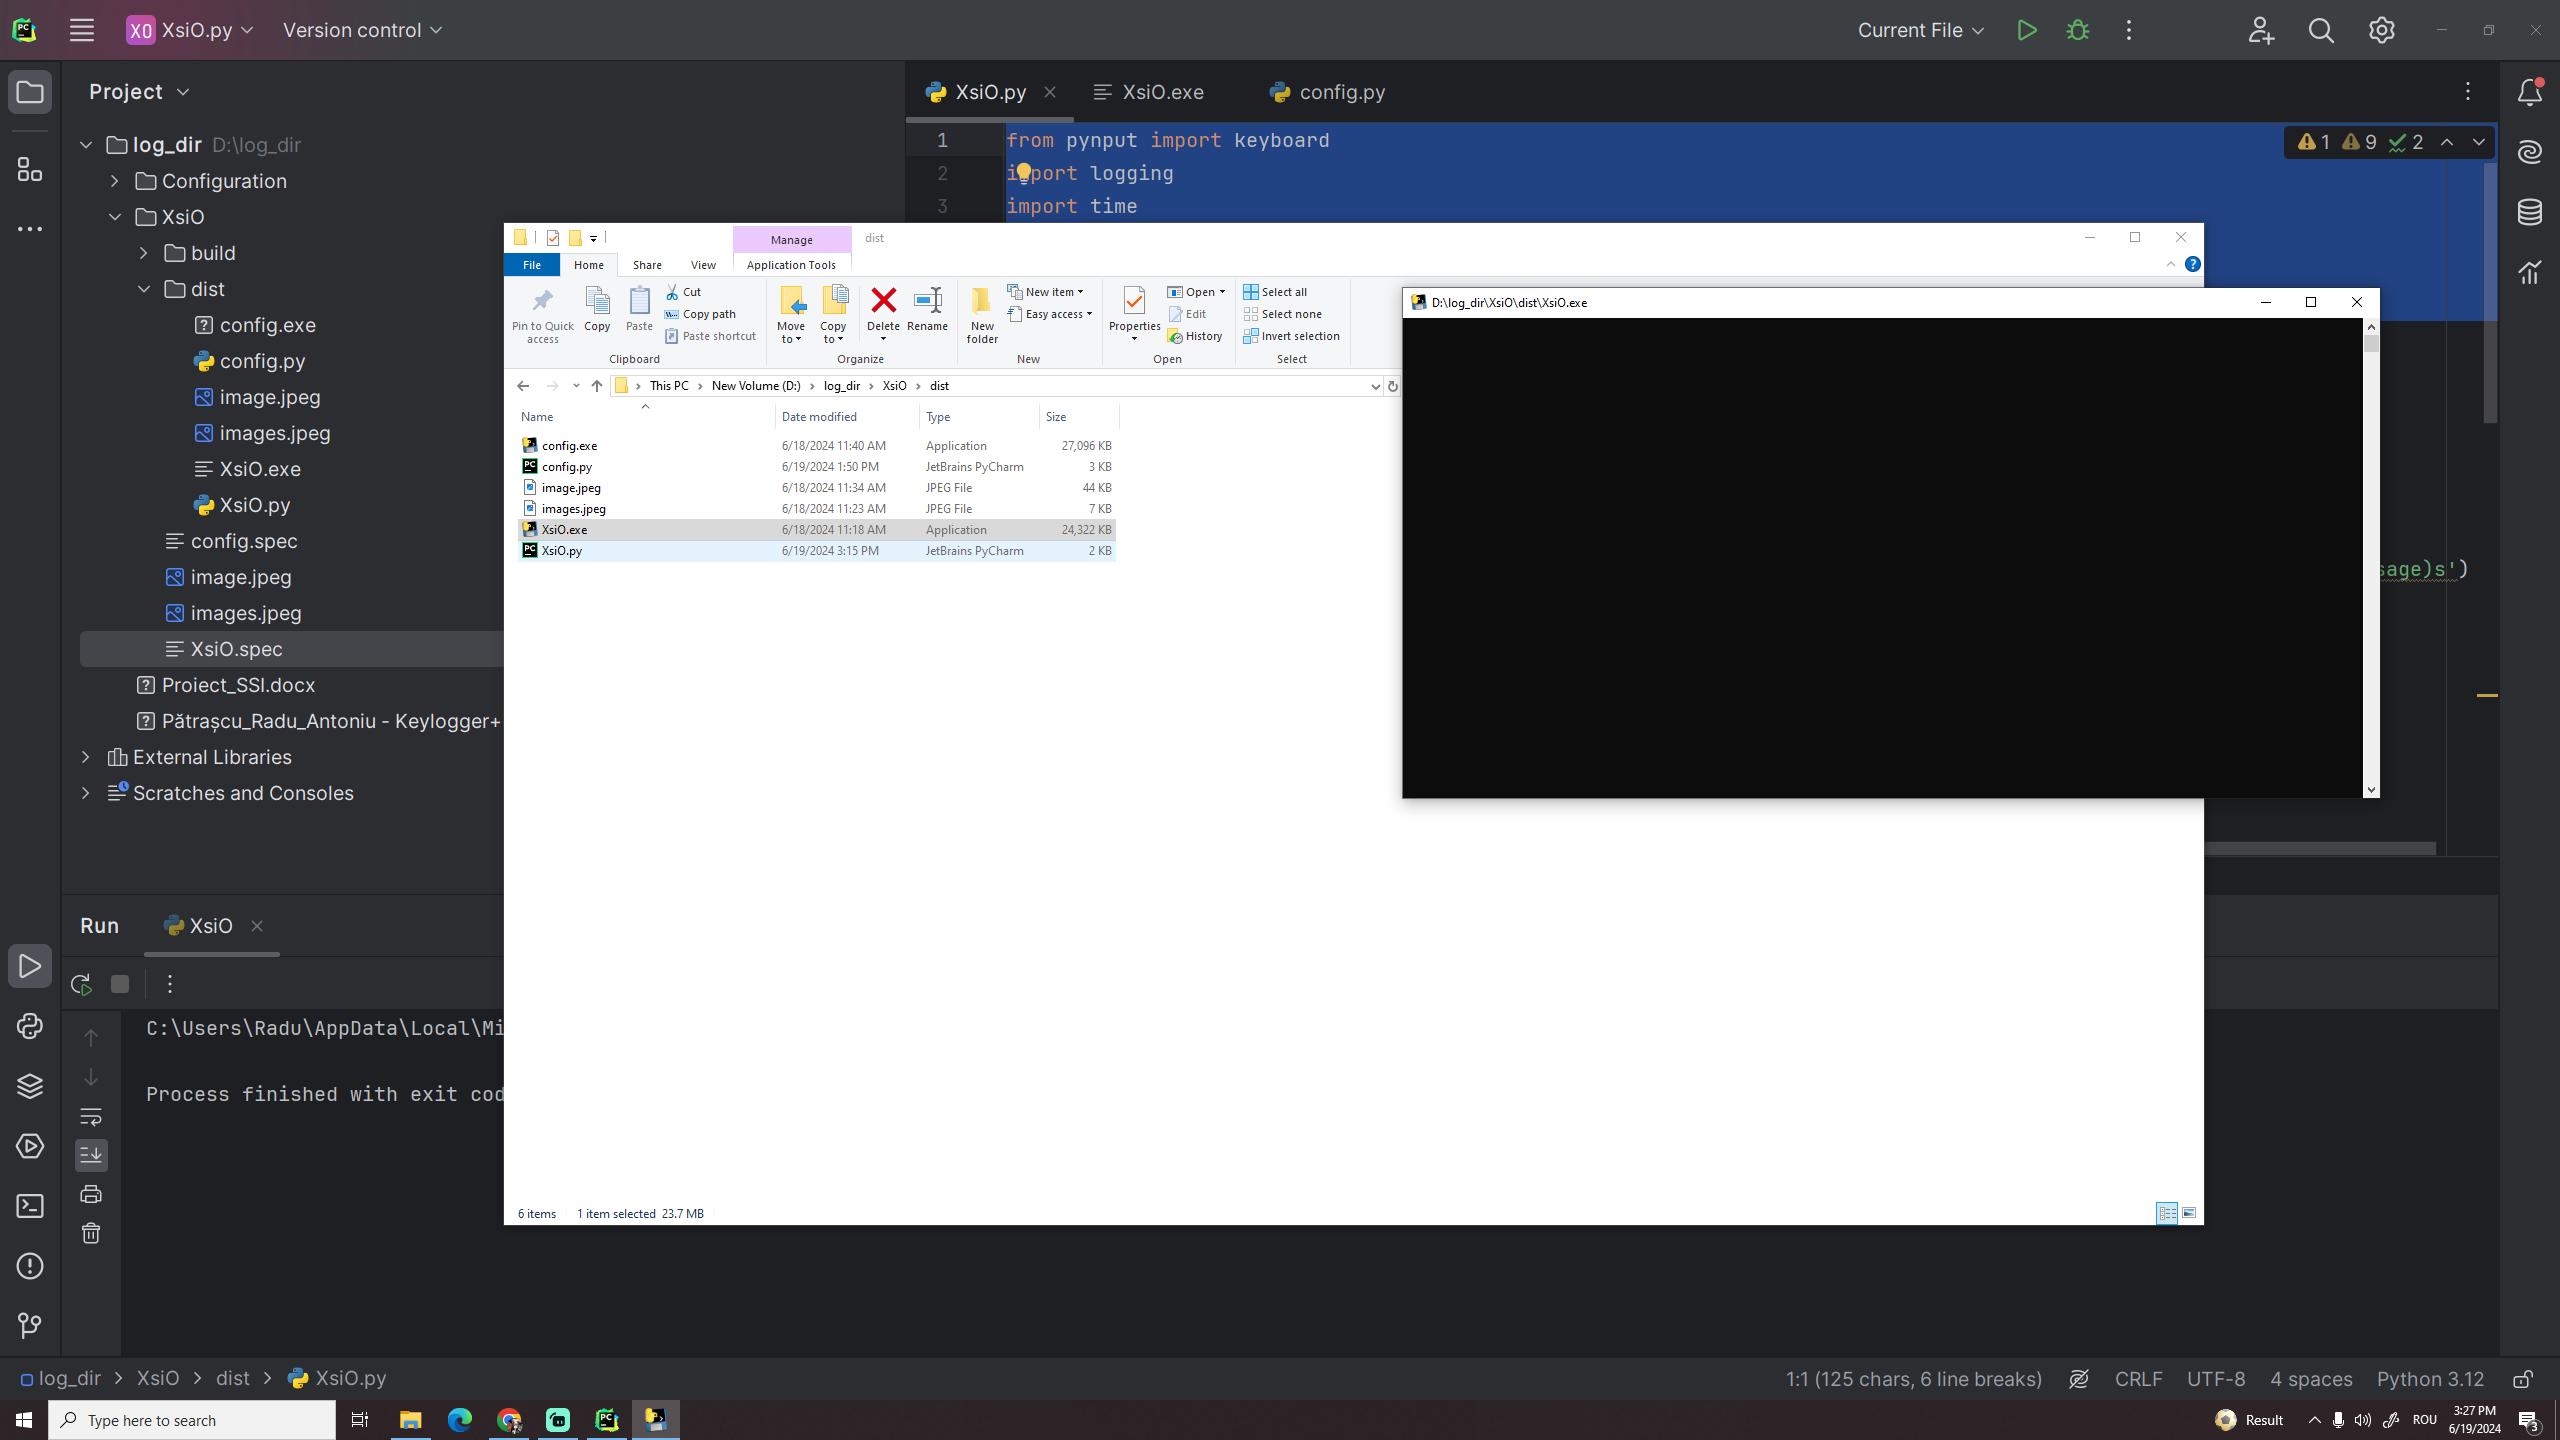 XO XsiO.py
Version control
Current File
Project
log_dir D:\log_dir
Configuration
XsiO
build
dist
config.exe
config.py
image.jpeg
images.jpeg
XsiO.exe
XsiO.py
config.spec
image.jpeg
images.jpeg
XsiO.spec
Proiect_SSI.docx
Pătrașcu_Radu_Antoniu - Keylogger+
External Libraries
Scratches and Consoles
XsiO.py
XsiO.exe
config.py
1 from pynput import keyboard
2 import logging
3 import time
1 9 2
sage)s')
Manage
dist
File
Home
Share
View
Application Tools
Pin to Quick access
Copy
Paste
Cut
Copy path
Paste shortcut
Clipboard
Move to
Copy to
Delete
Rename
Organize
New folder
New item
Easy access
New
Properties
Open
Edit
History
Open
Select all
Select none
Invert selection
Select
This PC
New Volume (D:)
log_dir
XsiO
dist
Name Date modified Type Size
config.exe 6/18/2024 11:40 AM Application 27,096 KB
config.py 6/19/2024 1:50 PM JetBrains PyCharm 3 KB
image.jpeg 6/18/2024 11:34 AM JPEG File 44 KB
images.jpeg 6/18/2024 11:23 AM JPEG File 7 KB
XsiO.exe 6/18/2024 11:18 AM Application 24,322 KB
XsiO.py 6/19/2024 3:15 PM JetBrains PyCharm 2 KB
6 items 1 item selected 23.7 MB
D:\log_dir\XsiO\dist\XsiO.exe
Run
XsiO
C:\Users\Radu\AppData\Local\Mi
Process finished with exit cod
log_dir > XsiO > dist > XsiO.py
1:1 (125 chars, 6 line breaks)
CRLF
UTF-8
4 spaces
Python 3.12
Type here to search
Result
ROU
3:27 PM
6/19/2024
3